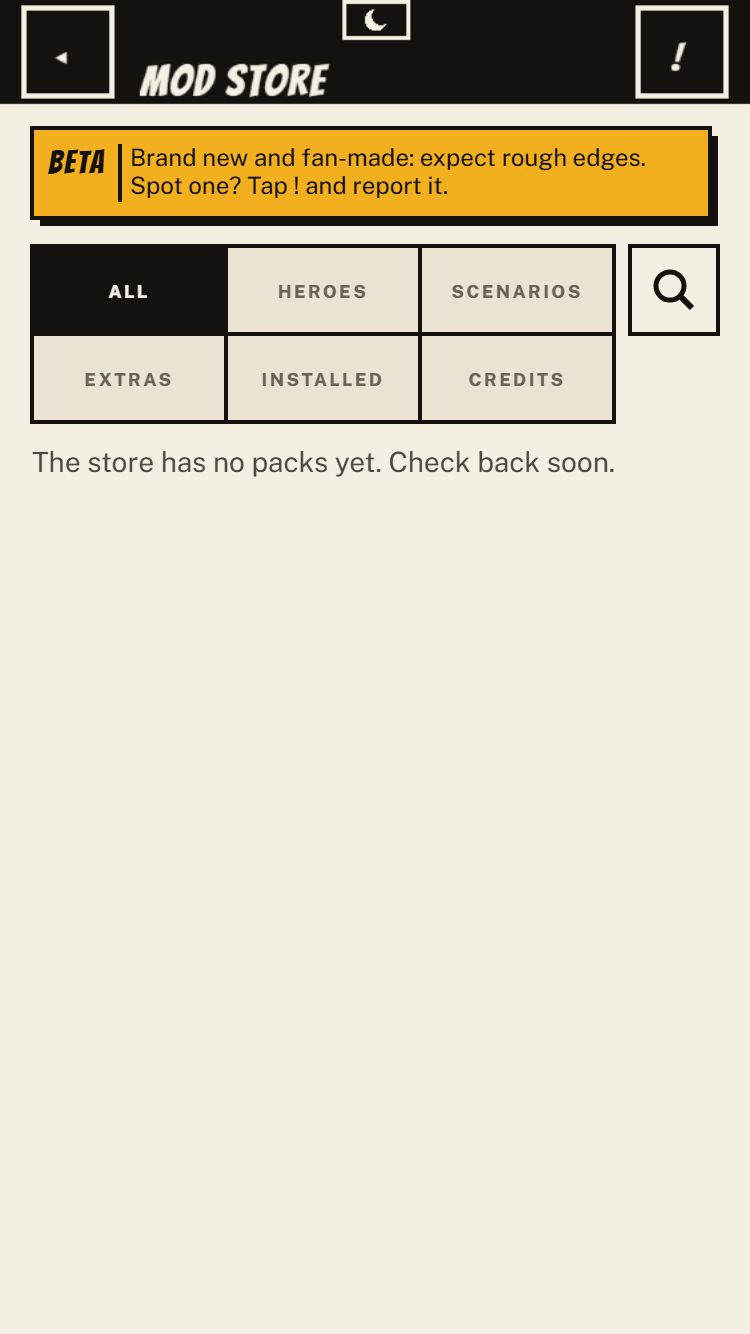 MOD STORE
!
BETA
Brand new and fan-made: expect rough edges.
Spot one? Tap ! and report it.
ALL
HEROES
SCENARIOS
EXTRAS
INSTALLED
CREDITS
The store has no packs yet. Check back soon.